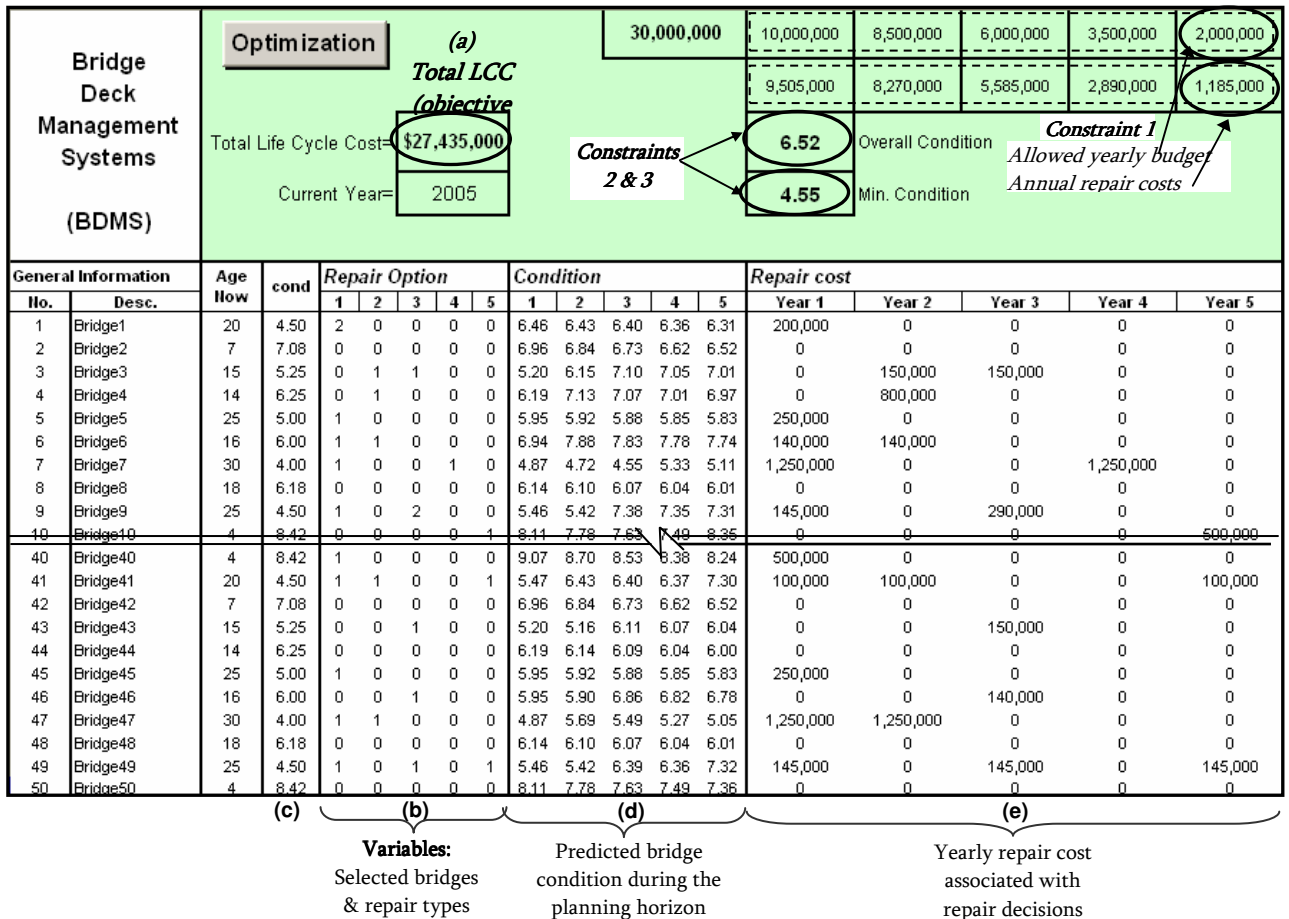 Bridge
Deck
Management
Systems
(BDMS)
Optimization
(a)
Total LCC
(objective
Total Life Cycle Cost= $27,435,000
Current Year= 2005
30,000,000 10,000,000 8,500,000 6,000,000 3,500,000 2,000,000
9,505,000 8,270,000 5,585,000 2,890,000 1,185,000
Constraints
2 & 3
6.52 Overall Condition
4.55 Min. Condition
Constraint 1
Allowed yearly budget
Annual repair costs
General Information Age Now cond Repair Option Condition Repair cost
No. Desc. 1 2 3 4 5 1 2 3 4 5 Year 1 Year 2 Year 3 Year 4 Year 5
1 Bridge1 20 4.50 2 0 0 0 0 6.46 6.43 6.40 6.36 6.31 200,000 0 0 0 0
2 Bridge2 7 7.08 0 0 0 0 0 6.96 6.84 6.73 6.62 6.52 0 0 0 0 0
3 Bridge3 15 5.25 0 1 1 0 0 5.20 6.15 7.10 7.05 7.01 0 150,000 150,000 0 0
4 Bridge4 14 6.25 0 1 0 0 0 6.19 7.13 7.07 7.01 6.97 0 800,000 0 0 0
5 Bridge5 25 5.00 1 0 0 0 0 5.95 5.92 5.88 5.85 5.83 250,000 0 0 0 0
6 Bridge6 16 6.00 1 1 0 0 0 6.94 7.88 7.83 7.78 7.74 140,000 140,000 0 0 0
7 Bridge7 30 4.00 1 0 0 1 0 4.87 4.72 4.55 5.33 5.11 1,250,000 0 0 1,250,000 0
8 Bridge8 18 6.18 0 0 0 0 0 6.14 6.10 6.07 6.04 6.01 0 0 0 0 0
9 Bridge9 25 4.50 1 0 2 0 0 5.46 5.42 7.38 7.35 7.31 145,000 0 290,000 0 0
10 Bridge10 4 8.42 0 0 0 0 1 8.11 7.78 7.63 7.49 8.35 0 0 0 0 500,000
40 Bridge40 4 8.42 1 0 0 0 0 9.07 8.70 8.53 8.38 8.24 500,000 0 0 0 0
41 Bridge41 20 4.50 1 1 0 0 1 5.47 6.43 6.40 6.37 7.30 100,000 100,000 0 0 100,000
42 Bridge42 7 7.08 0 0 0 0 0 6.96 6.84 6.73 6.62 6.52 0 0 0 0 0
43 Bridge43 15 5.25 0 0 1 0 0 5.20 5.16 6.11 6.07 6.04 0 0 150,000 0 0
44 Bridge44 14 6.25 0 0 0 0 0 6.19 6.14 6.09 6.04 6.00 0 0 0 0 0
45 Bridge45 25 5.00 1 0 0 0 0 5.95 5.92 5.88 5.85 5.83 250,000 0 0 0 0
46 Bridge46 16 6.00 0 0 1 0 0 5.95 5.90 6.86 6.82 6.78 0 0 140,000 0 0
47 Bridge47 30 4.00 1 1 0 0 0 4.87 5.69 5.49 5.27 5.05 1,250,000 1,250,000 0 0 0
48 Bridge48 18 6.18 0 0 0 0 0 6.14 6.10 6.07 6.04 6.01 0 0 0 0 0
49 Bridge49 25 4.50 1 0 1 0 1 5.46 5.42 6.39 6.36 7.32 145,000 0 145,000 0 145,000
50 Bridge50 4 8.42 0 0 0 0 0 8.11 7.78 7.63 7.49 7.36 0 0 0 0 0
(c) (b) (d) (e)
Variables:
Selected bridges
& repair types
Predicted bridge
condition during the
planning horizon
Yearly repair cost
associated with
repair decisions